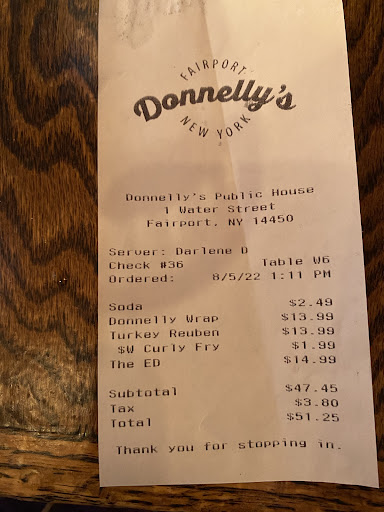 FAIRPORT
Donnelly's
NEW YORK
Donnelly's Public House
1 Water Street
Fairport, NY 14450
Server: Darlene D
Check #36 Table W6
Ordered: 8/5/22 1:11 PM
Soda $2.49
Donnelly Wrap $13.99
Turkey Reuben $13.99
$W Curly Fry $1.99
The ED $14.99
Subtotal $47.45
Tax $3.80
Total $51.25
Thank you for stopping in.